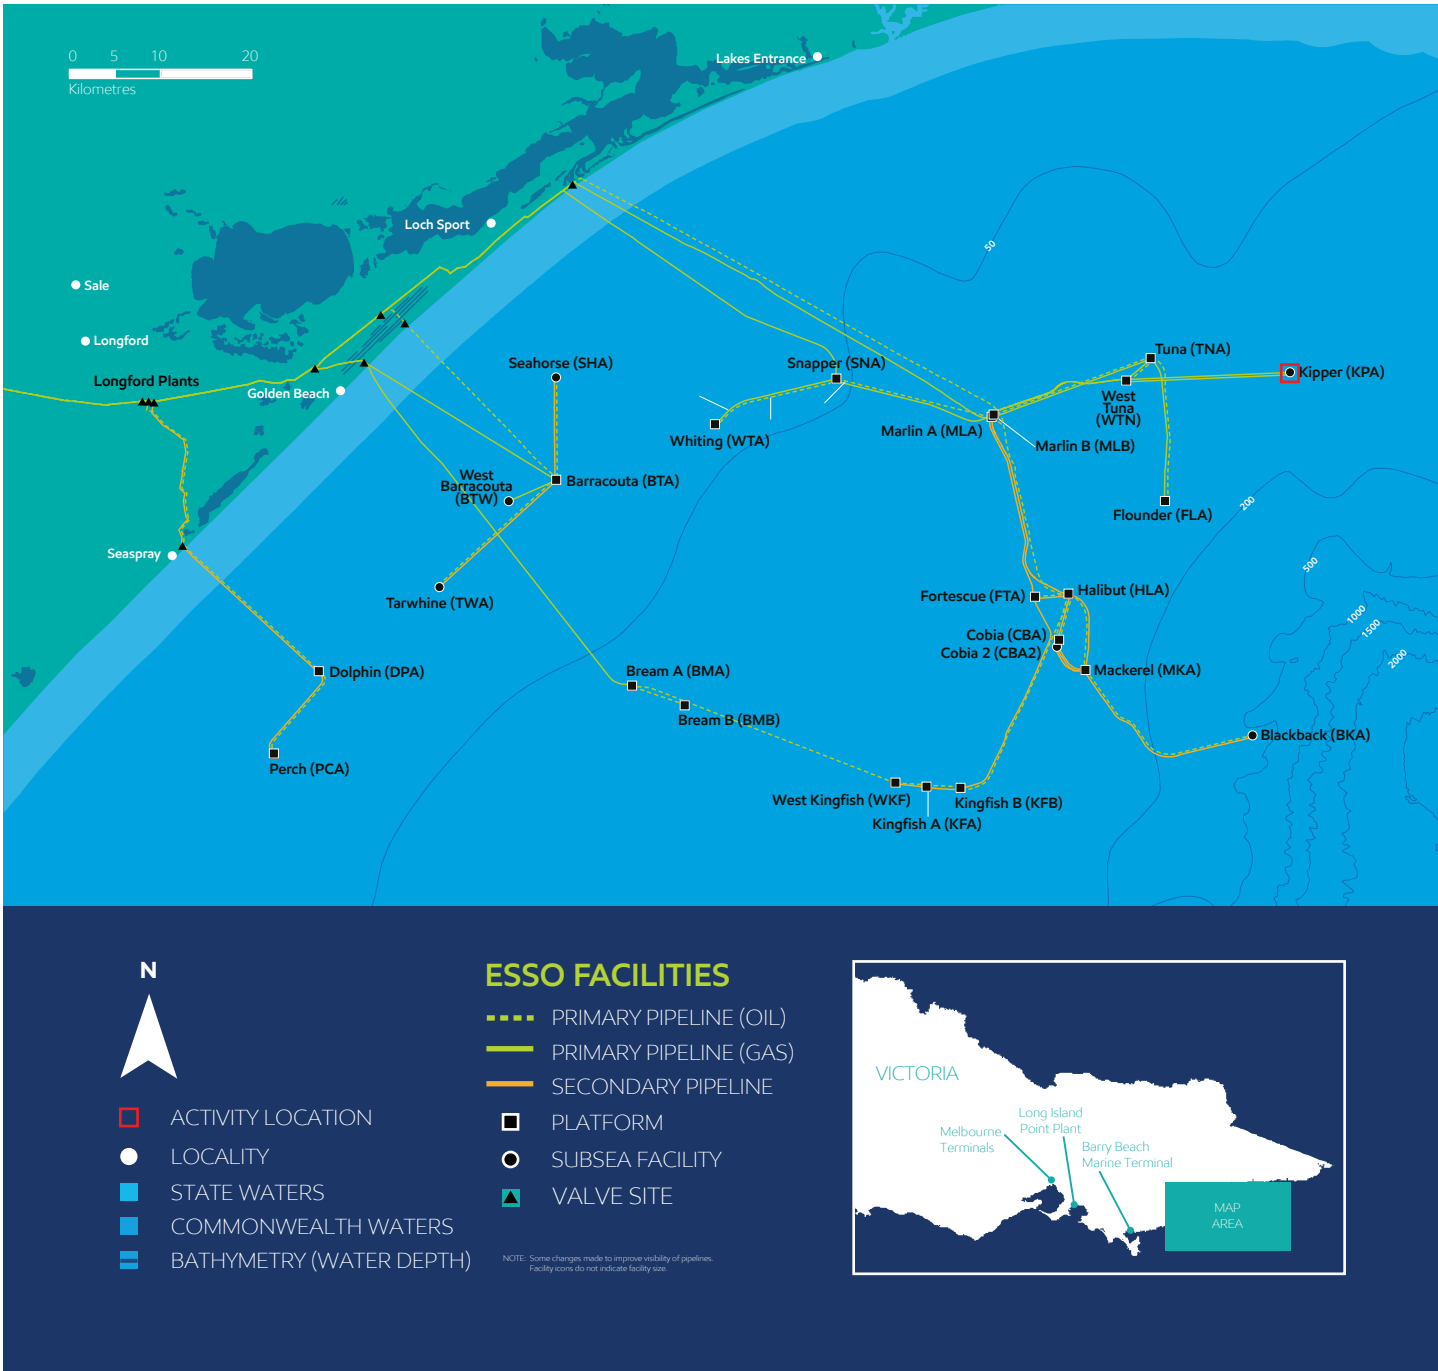 0 5 10 20
Kilometres
Lakes Entrance
Loch Sport
50
Sale
Longford
Longford Plants
Golden Beach
Seahorse (SHA)
Snapper (SNA)
Tuna (TNA)
Kipper (KPA)
West
Tuna
(WTN)
Whiting (WTA)
Marlin A (MLA)
Marlin B (MLB)
West
Barracouta
(BTW)
Barracouta (BTA)
200
Flounder (FLA)
Seaspray
500
Tarwhine (TWA)
Fortescue (FTA)
Halibut (HLA)
1000
1500
2000
Cobia (CBA)
Cobia 2 (CBA2)
Dolphin (DPA)
Bream A (BMA)
Mackerel (MKA)
Bream B (BMB)
Blackback (BKA)
Perch (PCA)
West Kingfish (WKF)
Kingfish B (KFB)
Kingfish A (KFA)
N
ACTIVITY LOCATION
LOCALITY
STATE WATERS
COMMONWEALTH WATERS
BATHYMETRY (WATER DEPTH)
ESSO FACILITIES
PRIMARY PIPELINE (OIL)
PRIMARY PIPELINE (GAS)
SECONDARY PIPELINE
PLATFORM
SUBSEA FACILITY
VALVE SITE
NOTE: Some changes made to improve visibility of pipelines.
Facility icons do not indicate facility size.
VICTORIA
Melbourne
Terminals
Long Island
Point Plant
Barry Beach
Marine Terminal
MAP
AREA